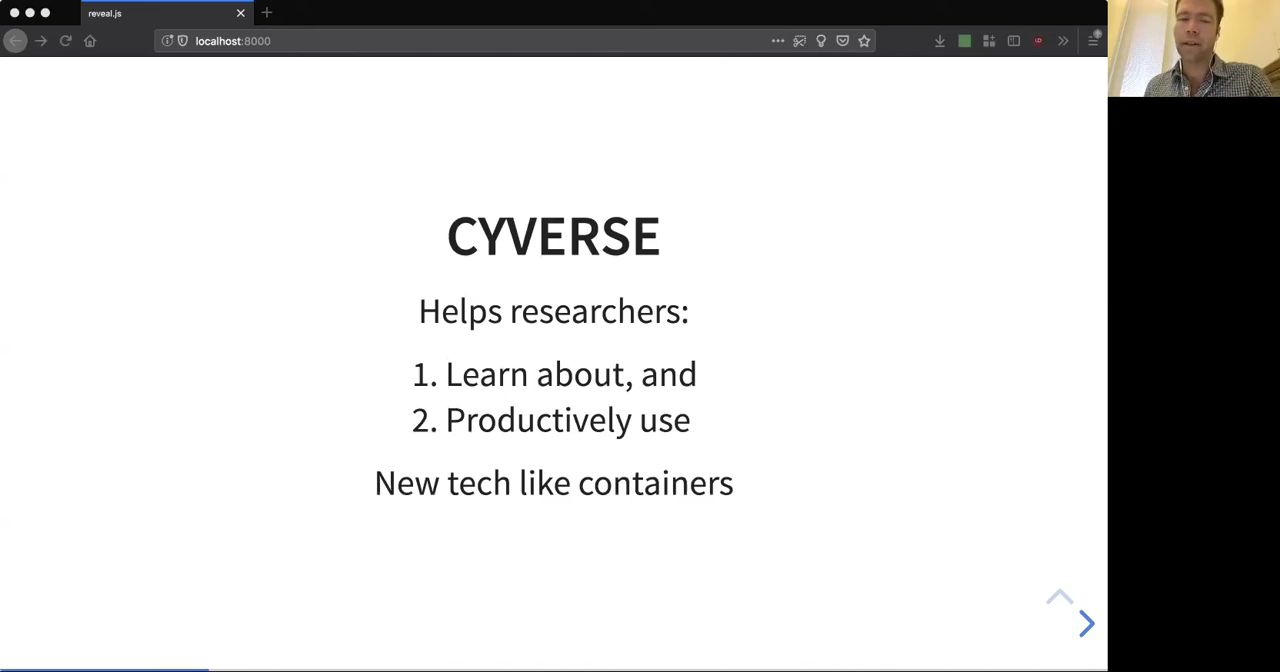 reveal.js
localhost:8000
CYVERSE
Helps researchers:
1. Learn about, and
2. Productively use
New tech like containers